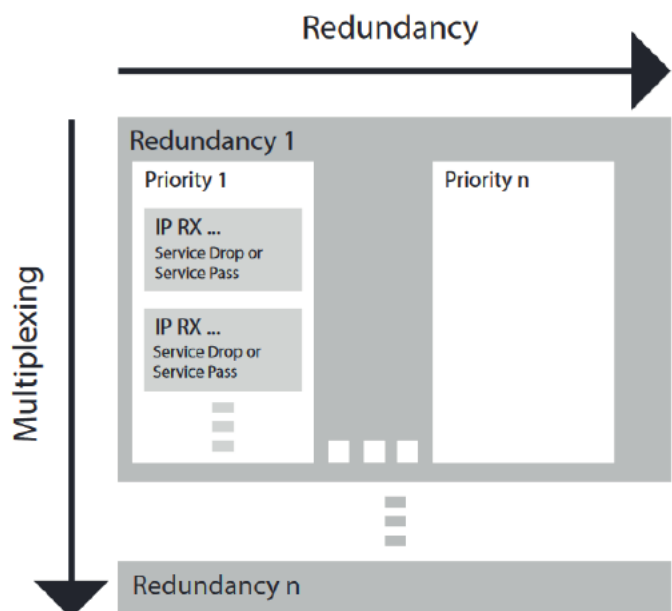 Redundancy
Multiplexing
Redundancy 1
Priority 1
Priority n
IP RX ...
Service Drop or
Service Pass
IP RX ...
Service Drop or
Service Pass
Redundancy n